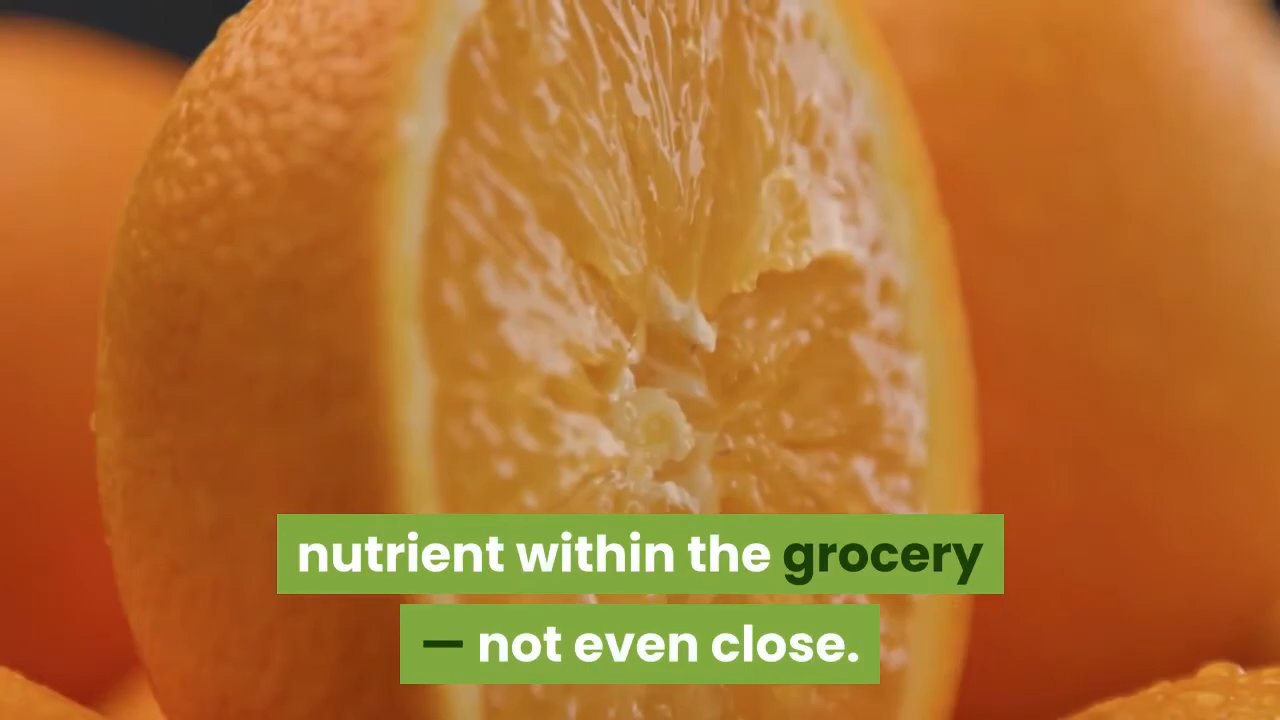 nutrient within the grocery
— not even close.